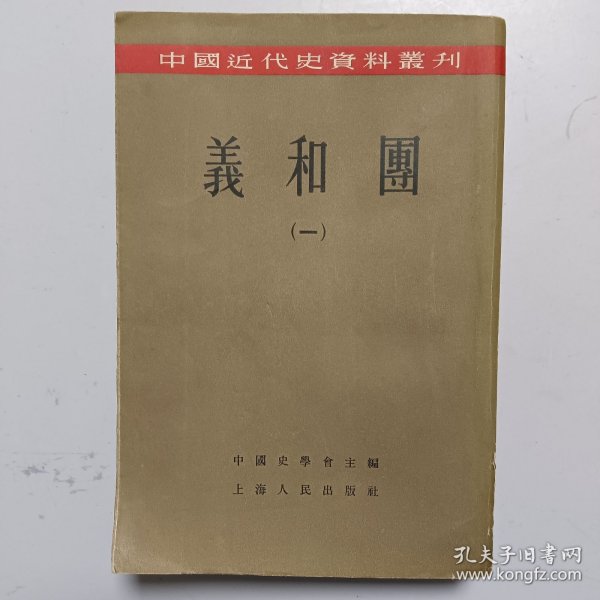 中國近代史資料叢刊
義和團
(一)
中國史學會主編
上海人民出版社
孔夫子旧书网
www.kongfz.com